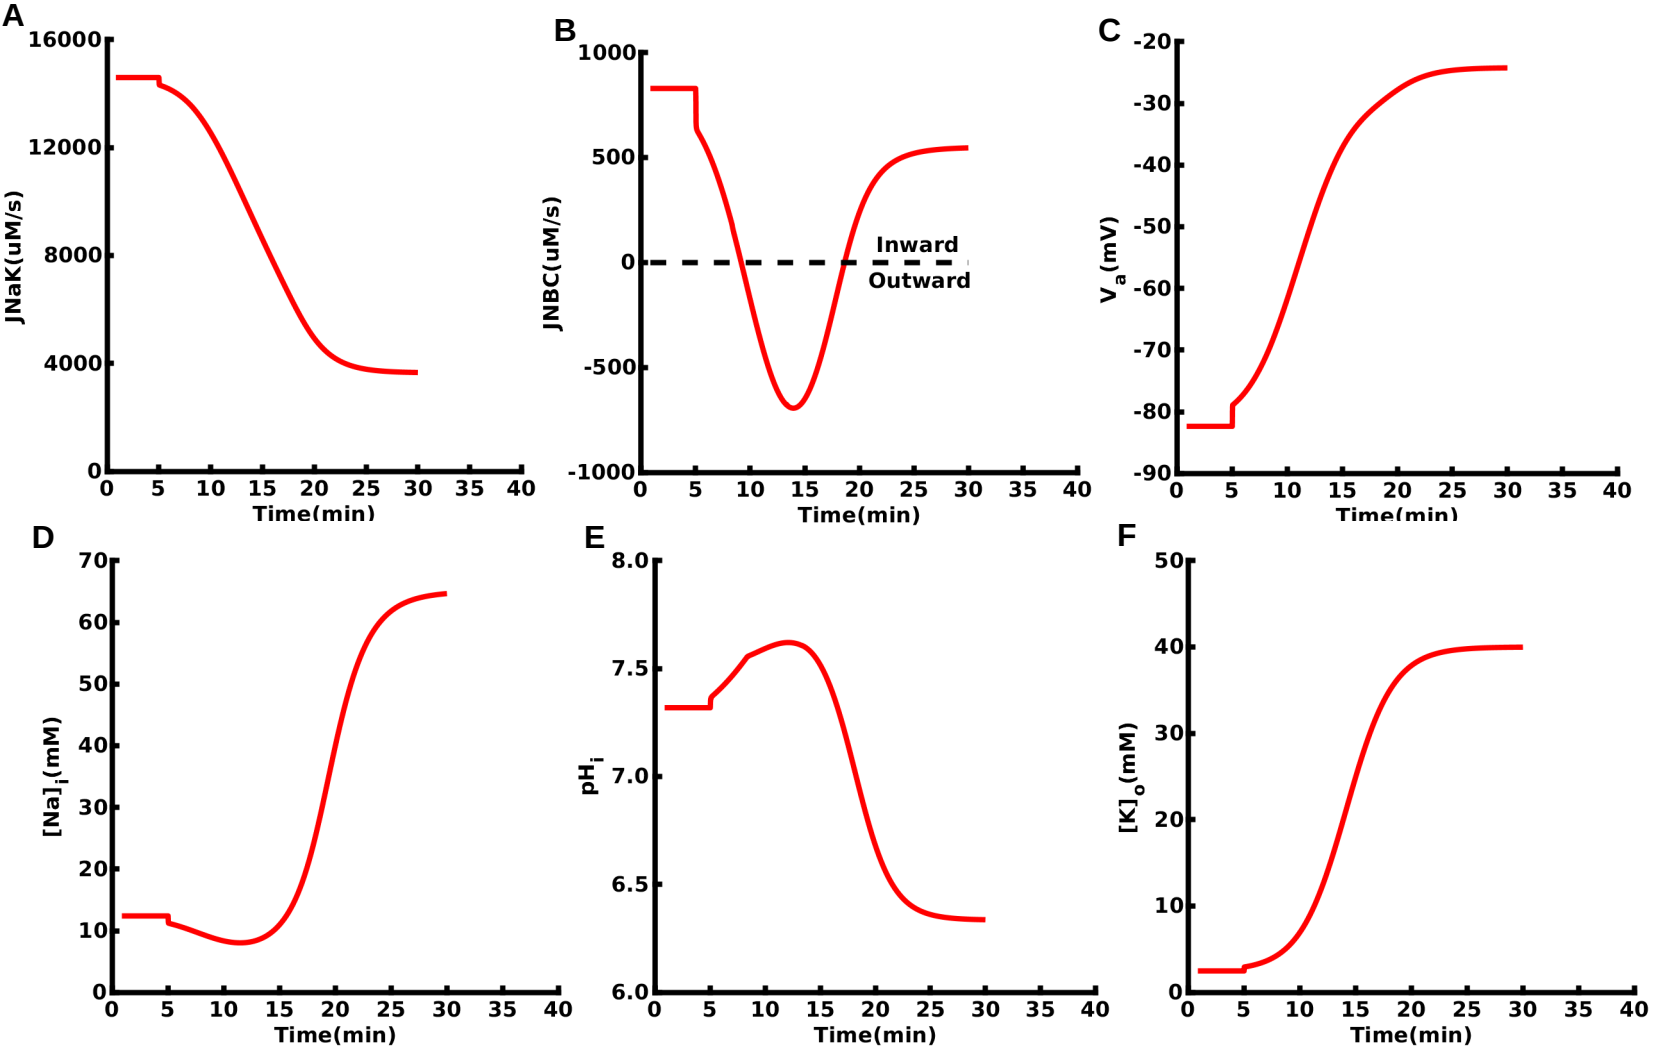 A
16000
12000
8000
4000
0
JNaK(uM/s)
0 5 10 15 20 25 30 35 40
Time(min)
B
1000
500
0
-500
-1000
JNBC(uM/s)
Inward
Outward
0 5 10 15 20 25 30 35 40
Time(min)
C
-20
-30
-40
-50
-60
-70
-80
-90
Va(mV)
0 5 10 15 20 25 30 35 40
Time(min)
D
70
60
50
40
30
20
10
0
[Na]i(mM)
0 5 10 15 20 25 30 35 40
Time(min)
E
8.0
7.5
7.0
6.5
6.0
pHi
0 5 10 15 20 25 30 35 40
Time(min)
F
50
40
30
20
10
0
[K]o(mM)
0 5 10 15 20 25 30 35 40
Time(min)